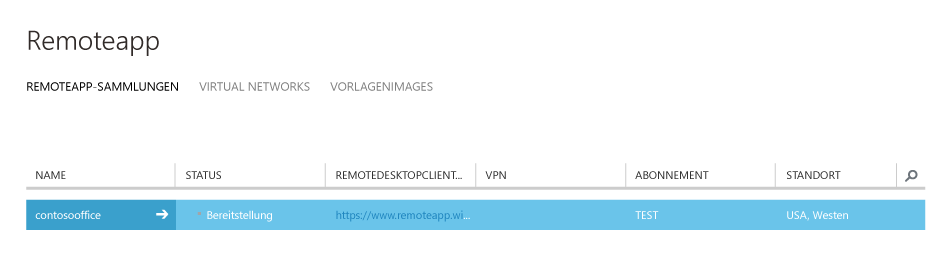 Remoteapp
REMOTEAPP-SAMMLUNGEN VIRTUAL NETWORKS VORLAGENIMAGES
NAME STATUS REMOTEDESKTOPCLIENT... VPN ABONNEMENT STANDORT
contosooffice Bereitstellung https://www.remoteapp.wi... TEST USA, Westen